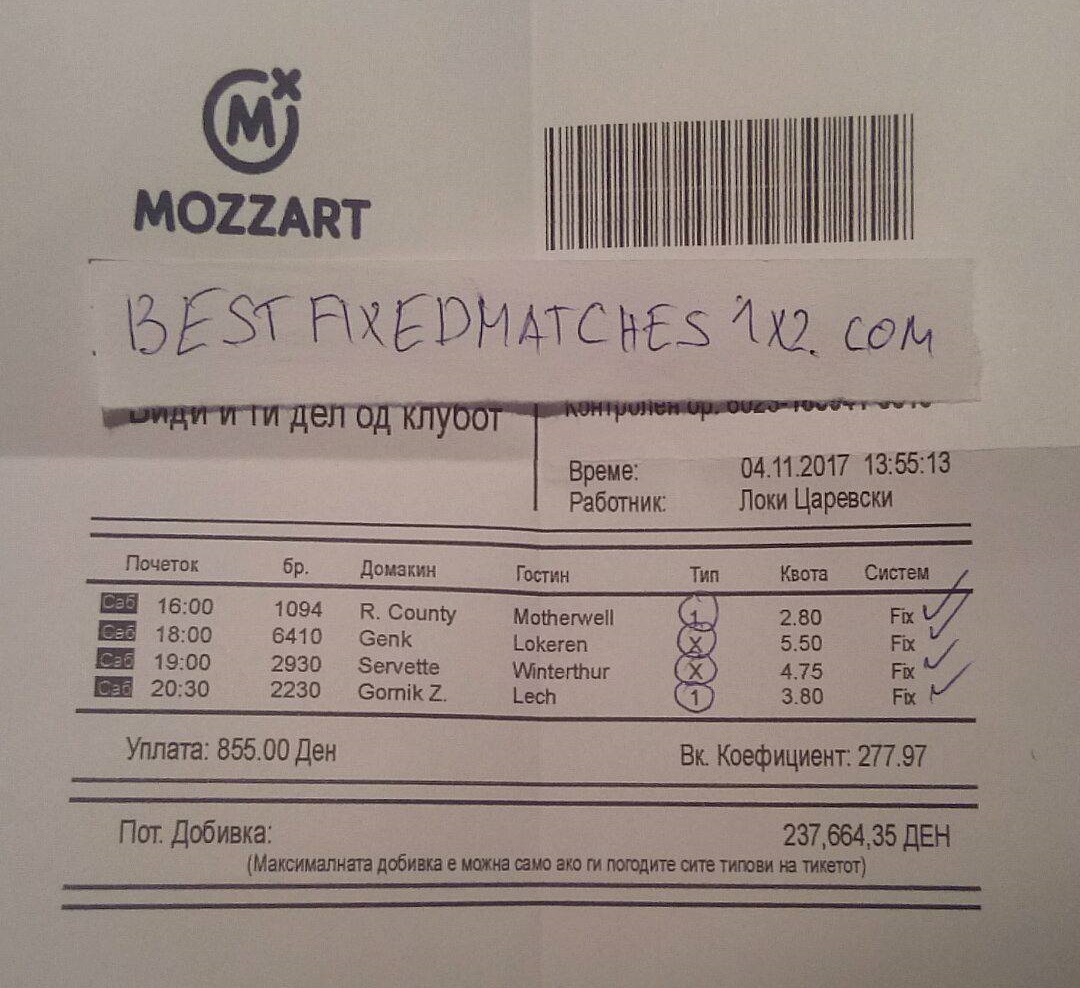 MOZZART
BESTFIXEDMATCHES 1X2.COM
Види и ти дел од клубот
Контролен бр.
Време: 04.11.2017 13:55:13
Работник: Локи Царевски
Почеток бр. Домакин Гостин Тип Квота Систем
Саб 16:00 1094 R. County Motherwell 1 2.80 Fix
Саб 18:00 6410 Genk Lokeren X 5.50 Fix
Саб 19:00 2930 Servette Winterthur X 4.75 Fix
Саб 20:30 2230 Gornik Z. Lech 1 3.80 Fix
Уплата: 855.00 Ден Вк. Коефициент: 277.97
Пот. Добивка: 237,664,35 ДЕН
(Максималната добивка е можна само ако ги погодите сите типови на тикетот)